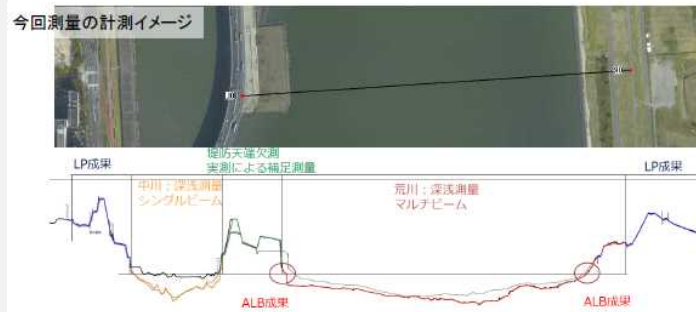 今回測量の計測イメージ
堤防天端欠測
実測による補足測量
LP成果
LP成果
中川：深浅測量
シングルビーム
荒川：深浅測量
マルチビーム
ALB成果
ALB成果